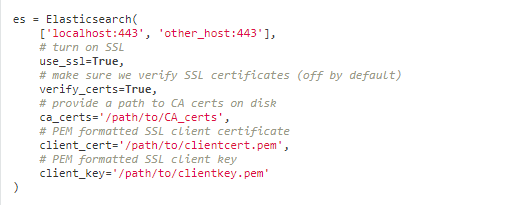 es = Elasticsearch(
    ['localhost:443', 'other_host:443'],
    # turn on SSL
    use_ssl=True,
    # make sure we verify SSL certificates (off by default)
    verify_certs=True,
    # provide a path to CA certs on disk
    ca_certs='/path/to/CA_certs',
    # PEM formatted SSL client certificate
    client_cert='/path/to/clientcert.pem',
    # PEM formatted SSL client key
    client_key='/path/to/clientkey.pem'
)